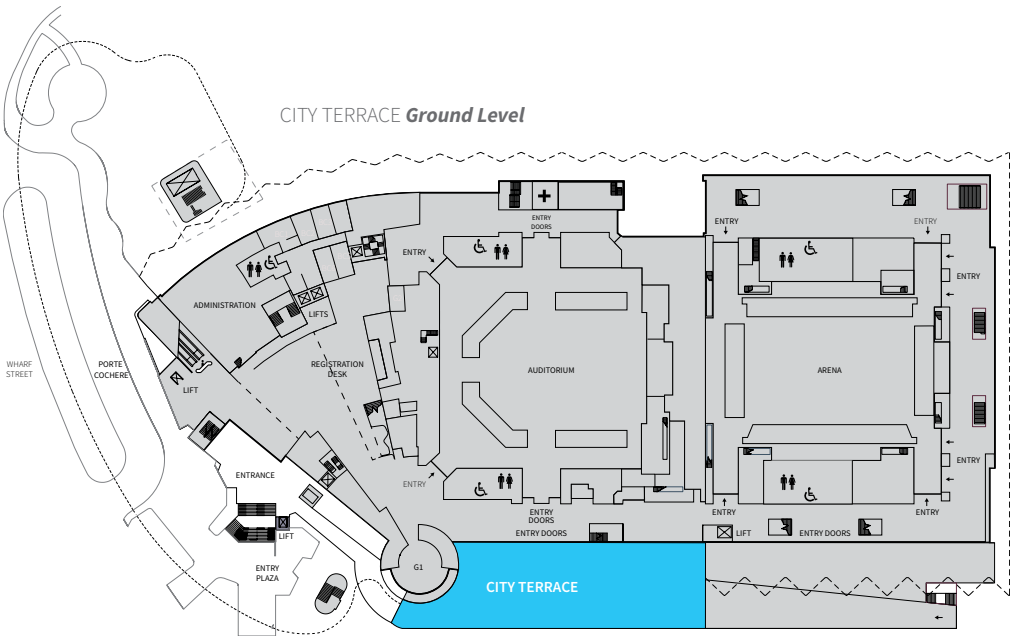 CITY TERRACE Ground Level
ENTRY
DOORS
ENTRY
ENTRY
ENTRY
ENTRY
ADMINISTRATION
LIFTS
WHARF
STREET
PORTE
COCHERE
REGISTRATION
DESK
AUDITORIUM
ARENA
LIFT
ENTRANCE
ENTRY
ENTRY
ENTRY
DOORS
ENTRY
ENTRY
LIFT
ENTRY DOORS
LIFT
ENTRY DOORS
ENTRY
PLAZA
G1
CITY TERRACE